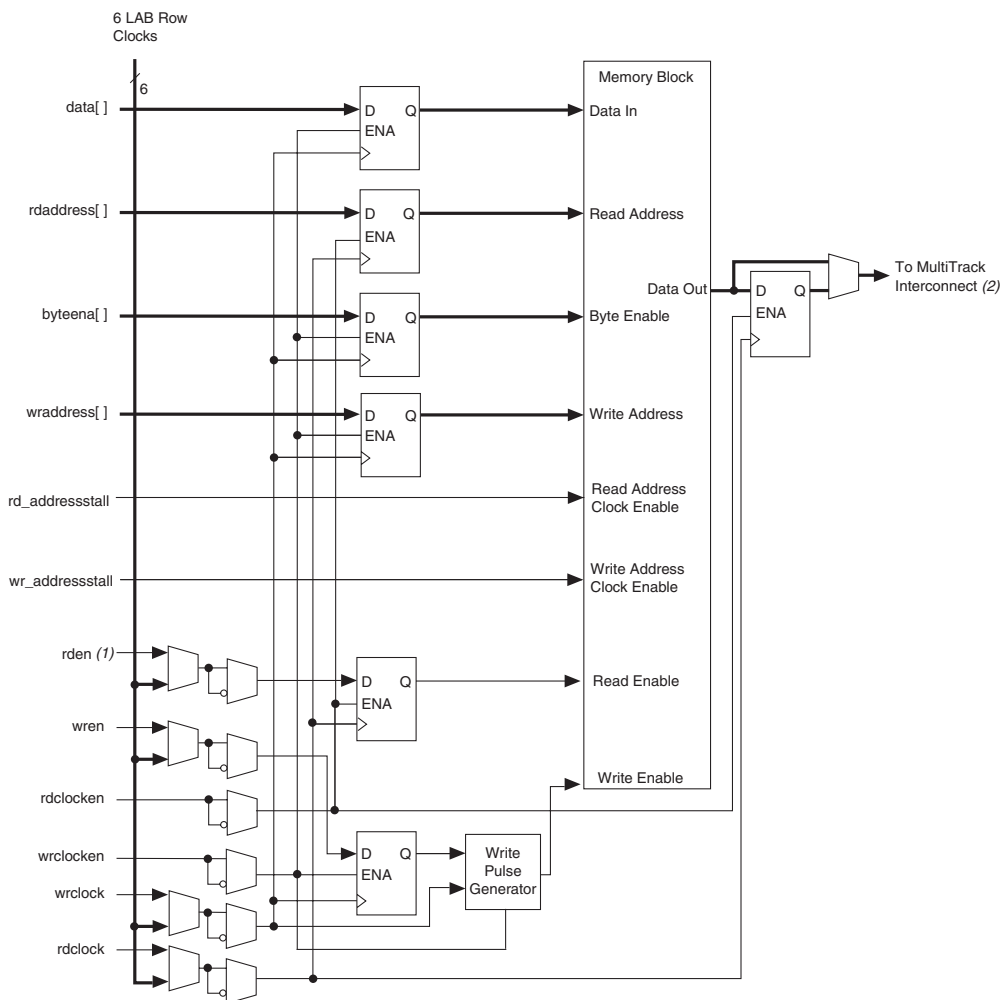 6 LAB Row
Clocks
6
Memory Block
data[ ]
D Q
ENA
Data In
rdaddress[ ]
D Q
ENA
Read Address
To MultiTrack
Interconnect (2)
Data Out
D Q
ENA
byteena[ ]
D Q
ENA
Byte Enable
wraddress[ ]
D Q
ENA
Write Address
rd_addressstall
Read Address
Clock Enable
wr_addressstall
Write Address
Clock Enable
rden (1)
D Q
ENA
Read Enable
wren
Write Enable
rdclocken
wrclocken
D Q
ENA
Write
Pulse
Generator
wrclock
rdclock